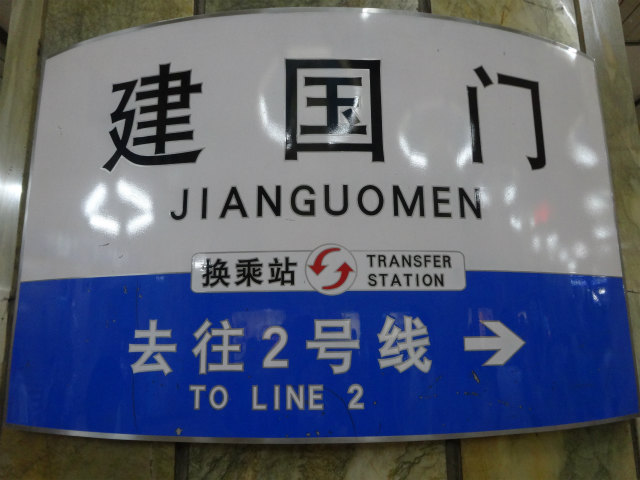 建国门
JIANGUOMEN
换乘站 TRANSFER STATION
去往2号线
TO LINE 2